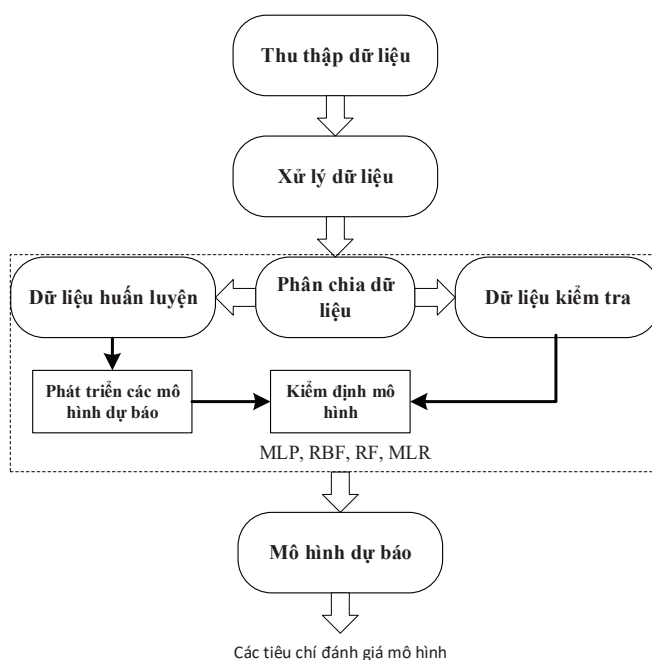 Thu thập dữ liệu
Xử lý dữ liệu
Dữ liệu huấn luyện
Phân chia dữ
liệu
Dữ liệu kiểm tra
Phát triển các mô
hình dự báo
Kiểm định mô
hình
MLP, RBF, RF, MLR
Mô hình dự báo
Các tiêu chí đánh giá mô hình